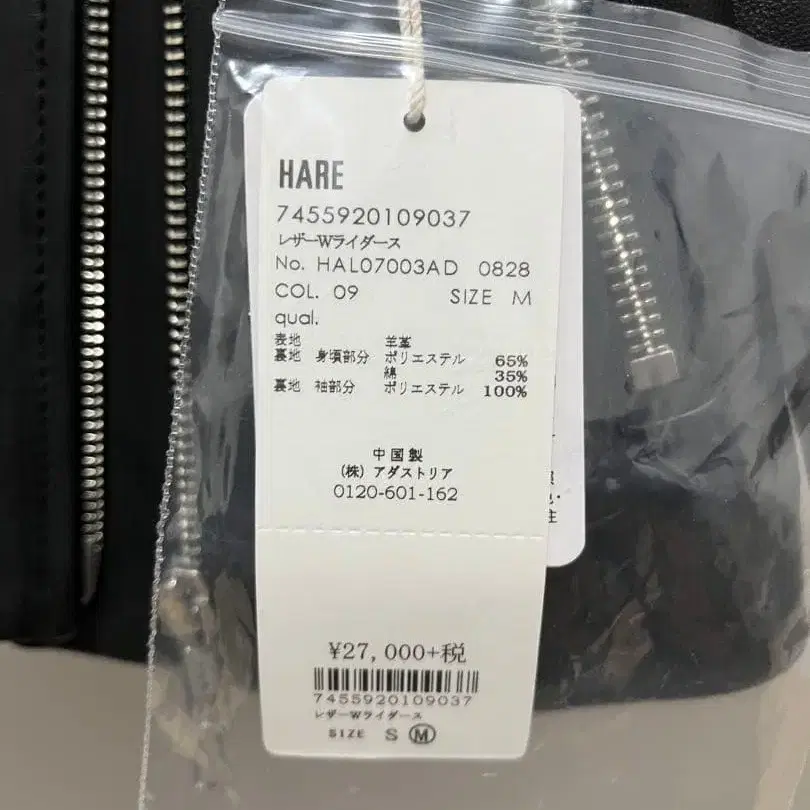 HARE
7455920109037
レザーWライダース
No. HAL07003AD 0828
COL. 09 SIZE M
qual.
表地 羊革
裏地 身頃部分 ポリエステル 65%
綿 35%
裏地 袖部分 ポリエステル 100%
中国製
(株) アダストリア
0120-601-162
¥27,000+税
7455920109037
レザーWライダース
SIZE S M